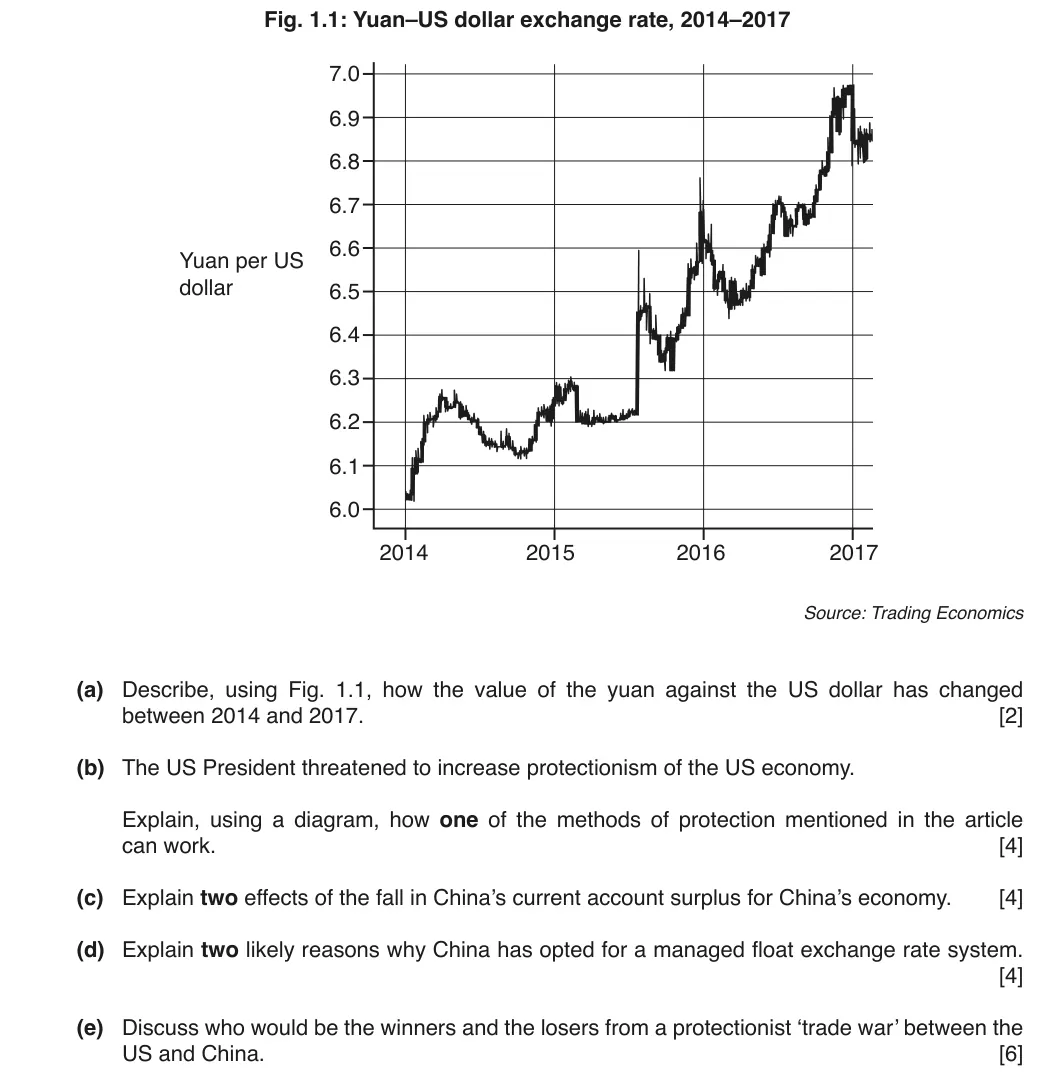 Fig. 1.1: Yuan–US dollar exchange rate, 2014–2017
7.0
6.9
6.8
6.7
6.6
Yuan per US
dollar
6.5
6.4
6.3
6.2
6.1
6.0
2014 2015 2016 2017
Source: Trading Economics
(a) Describe, using Fig. 1.1, how the value of the yuan against the US dollar has changed
between 2014 and 2017. [2]
(b) The US President threatened to increase protectionism of the US economy.
Explain, using a diagram, how one of the methods of protection mentioned in the article
can work. [4]
(c) Explain two effects of the fall in China’s current account surplus for China’s economy. [4]
(d) Explain two likely reasons why China has opted for a managed float exchange rate system.
[4]
(e) Discuss who would be the winners and the losers from a protectionist ‘trade war’ between the
US and China. [6]